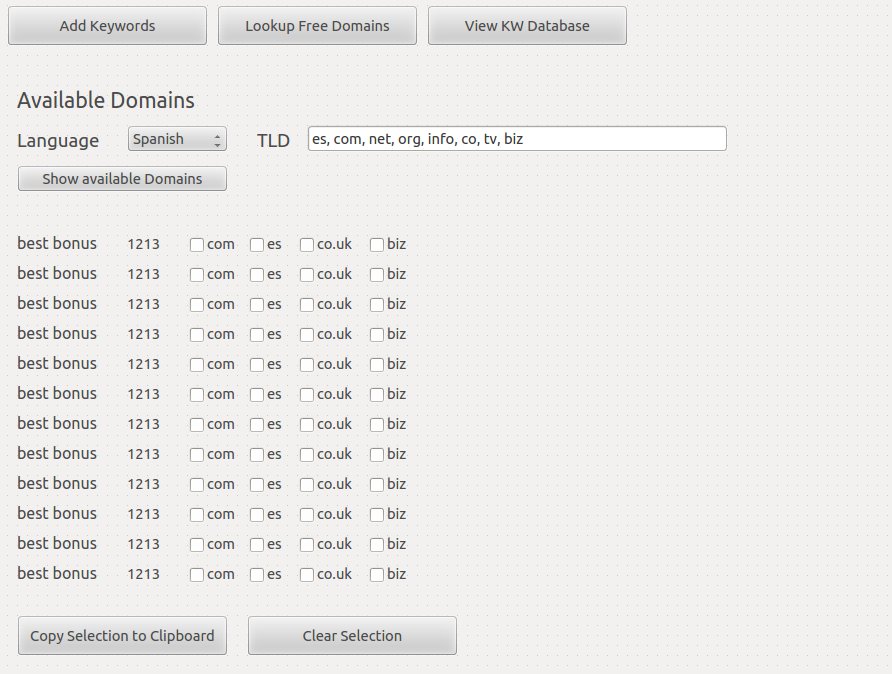 Add Keywords Lookup Free Domains View KW Database
Available Domains
Language Spanish TLD es, com, net, org, info, co, tv, biz
Show available Domains
best bonus 1213 com es co.uk biz
best bonus 1213 com es co.uk biz
best bonus 1213 com es co.uk biz
best bonus 1213 com es co.uk biz
best bonus 1213 com es co.uk biz
best bonus 1213 com es co.uk biz
best bonus 1213 com es co.uk biz
best bonus 1213 com es co.uk biz
best bonus 1213 com es co.uk biz
best bonus 1213 com es co.uk biz
best bonus 1213 com es co.uk biz
best bonus 1213 com es co.uk biz
Copy Selection to Clipboard Clear Selection